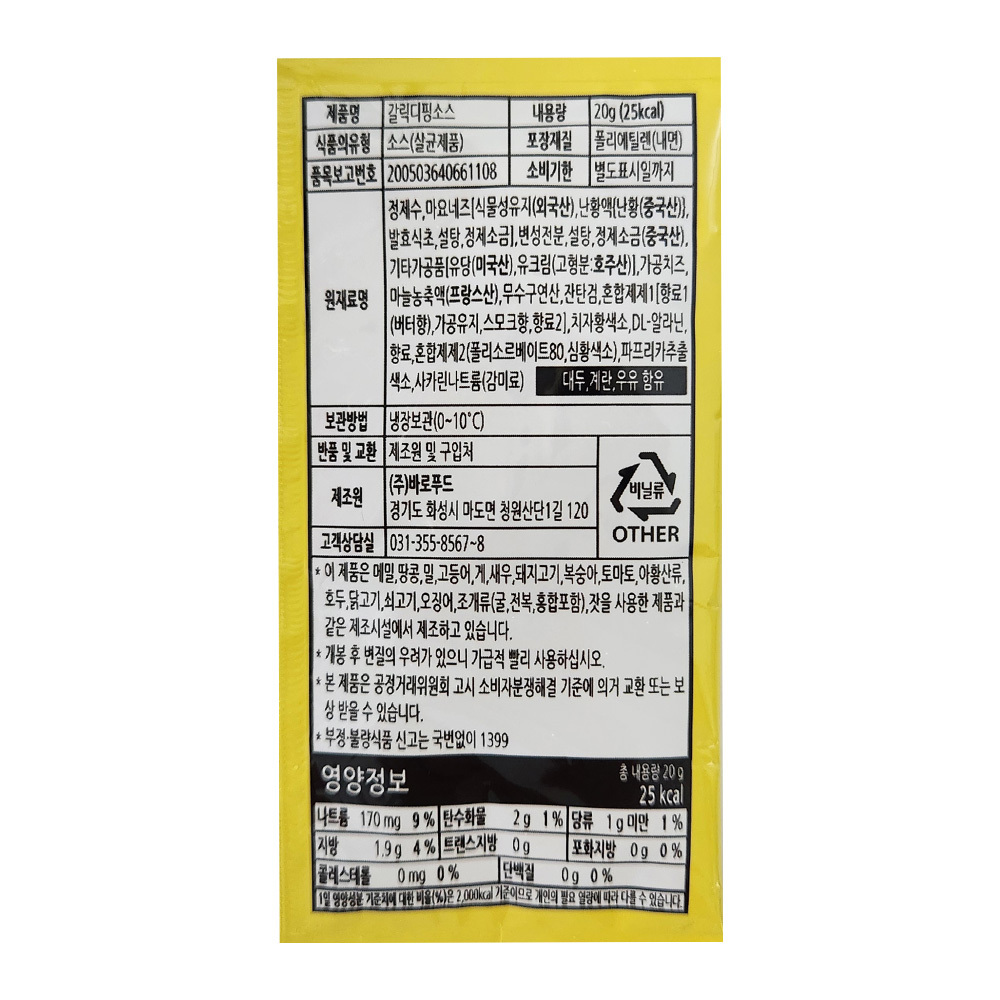 제품명 갈릭디핑소스 내용량 20g (25kcal)
식품의유형 소스(살균제품) 포장재질 폴리에틸렌(내면)
품목보고번호 200503640661108 소비기한 별도표시일까지
원재료명
정제수,마요네즈[식물성유지(외국산),난황액{난황(중국산)},
발효식초,설탕,정제소금],변성전분,설탕,정제소금(중국산),
기타가공품[유당(미국산),유크림(고형분:호주산)],가공치즈,
마늘농축액(프랑스산),무수구연산,잔탄검,혼합제제1[향료1
(버터향),가공유지,스모크향,향료2],치자황색소,DL-알라닌,
향료,혼합제제2(폴리소르베이트80,심황색소),파프리카추출
색소,사카린나트륨(감미료) 대두,계란,우유 함유
보관방법 냉장보관(0~10˚C)
반품 및 교환 제조원 및 구입처
제조원 (주)바로푸드
경기도 화성시 마도면 청원산단1길 120
고객상담실 031-355-8567~8
비닐류
OTHER
* 이 제품은 메밀,땅콩,밀,고등어,게,새우,돼지고기,복숭아,토마토,아황산류,
호두,닭고기,쇠고기,오징어,조개류(굴,전복,홍합포함),잣을 사용한 제품과
같은 제조시설에서 제조하고 있습니다.
* 개봉 후 변질의 우려가 있으니 가급적 빨리 사용하십시오.
* 본 제품은 공정거래위원회 고시 소비자분쟁해결 기준에 의거 교환 또는 보
상 받을 수 있습니다.
* 부정·불량식품 신고는 국번없이 1399
영양정보 총 내용량 20 g
25 kcal
나트륨 170 mg 9 % 탄수화물 2 g 1 % 당류 1 g 미만 1 %
지방 1.9 g 4 % 트랜스지방 0 g 포화지방 0 g 0 %
콜레스테롤 0 mg 0 % 단백질 0 g 0 %
1일 영양성분 기준치에 대한 비율(%)은 2,000kcal 기준이므로 개인의 필요 열량에 따라 다를 수 있습니다.